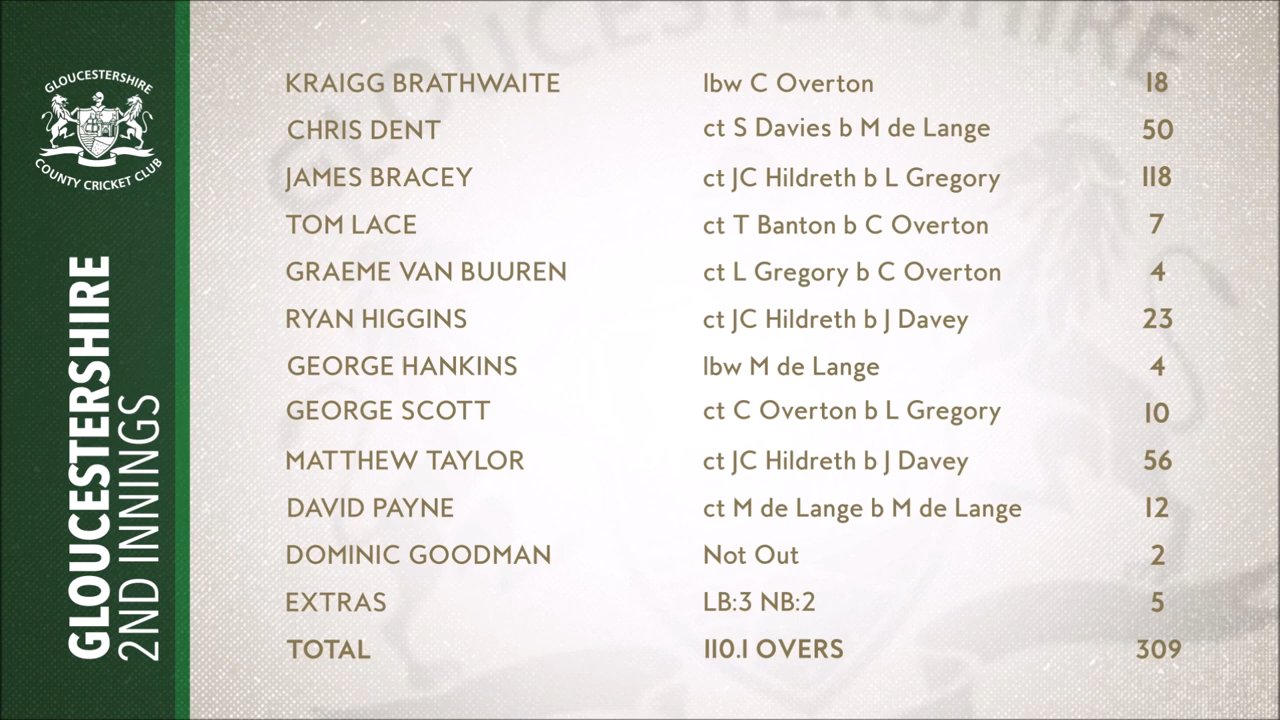 GLOUCESTERSHIRE
COUNTY CRICKET CLUB
GLOUCESTERSHIRE
2ND INNINGS
GLOUCESTERSHIRE
KRAIGG BRATHWAITE lbw C Overton 18
CHRIS DENT ct S Davies b M de Lange 50
JAMES BRACEY ct JC Hildreth b L Gregory 118
TOM LACE ct T Banton b C Overton 7
GRAEME VAN BUUREN ct L Gregory b C Overton 4
RYAN HIGGINS ct JC Hildreth b J Davey 23
GEORGE HANKINS lbw M de Lange 4
GEORGE SCOTT ct C Overton b L Gregory 10
MATTHEW TAYLOR ct JC Hildreth b J Davey 56
DAVID PAYNE ct M de Lange b M de Lange 12
DOMINIC GOODMAN Not Out 2
EXTRAS LB:3 NB:2 5
TOTAL 110.1 OVERS 309